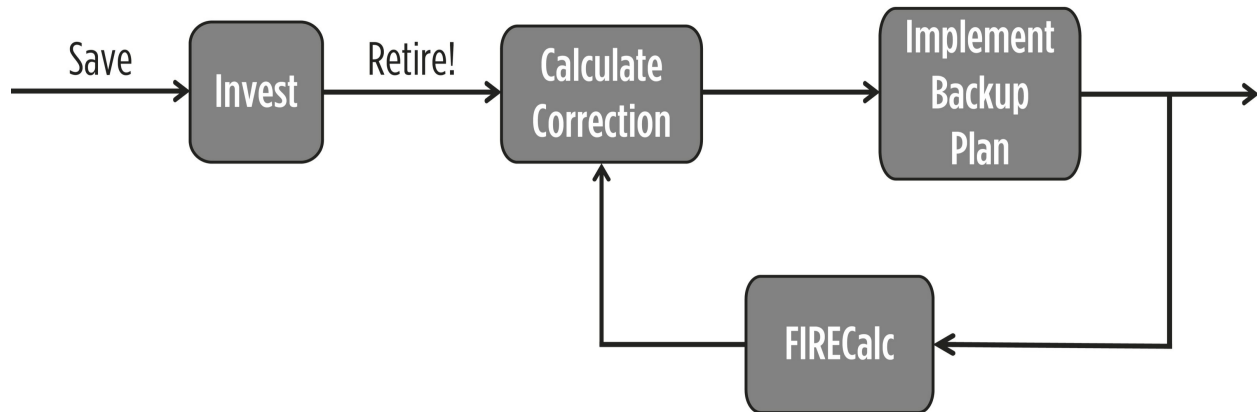 Save
Invest
Retire!
Calculate
Correction
Implement
Backup
Plan
FIRECalc